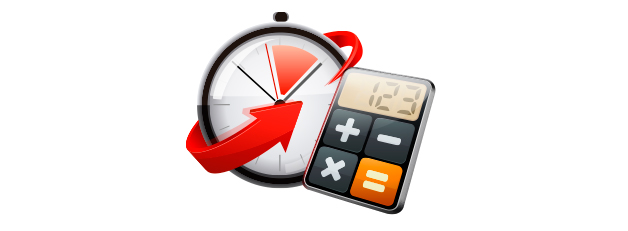 123
+ −
× =